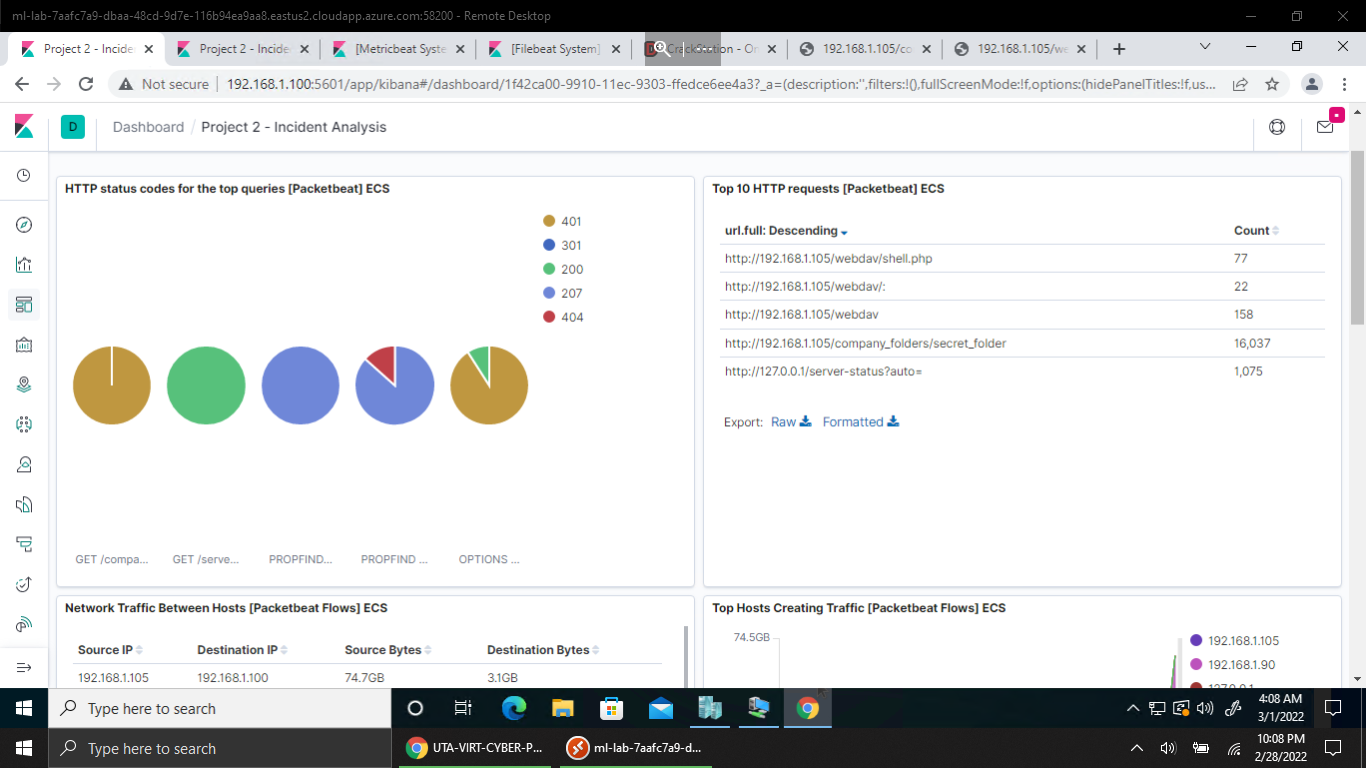 ml-lab-7aafc7a9-dbaa-48cd-9d7e-116b94ea9aa8.eastus2.cloudapp.azure.com:58200 - Remote Desktop
Project 2 - Incide
Project 2 - Incide
[Metricbeat Syste
[Filebeat System]
192.168.1.105/co
192.168.1.105/we
Not secure
192.168.1.100:5601/app/kibana#/dashboard/1f42ca00-9910-11ec-9303-ffedce6ee4a3?_a=(description:'',filters:!(),fullScreenMode:!f,options:(hidePanelTitles:!f,us...
D
Dashboard / Project 2 - Incident Analysis
HTTP status codes for the top queries [Packetbeat] ECS
401
301
200
207
404
GET /compa...
GET /serve...
PROPFIND...
PROPFIND ...
OPTIONS ...
Top 10 HTTP requests [Packetbeat] ECS
url.full: Descending Count
http://192.168.1.105/webdav/shell.php 77
http://192.168.1.105/webdav/: 22
http://192.168.1.105/webdav 158
http://192.168.1.105/company_folders/secret_folder 16,037
http://127.0.0.1/server-status?auto= 1,075
Export: Raw Formatted
Network Traffic Between Hosts [Packetbeat Flows] ECS
Source IP Destination IP Source Bytes Destination Bytes
192.168.1.105 192.168.1.100 74.7GB 3.1GB
Top Hosts Creating Traffic [Packetbeat Flows] ECS
74.5GB
192.168.1.105
192.168.1.90
127.0.0.1
Type here to search
4:08 AM
3/1/2022
Type here to search
UTA-VIRT-CYBER-P...
ml-lab-7aafc7a9-d...
10:08 PM
2/28/2022